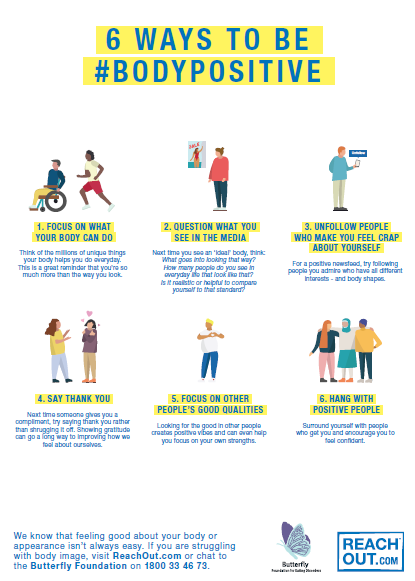 6 WAYS TO BE
#BODYPOSITIVE
SALE
1. FOCUS ON WHAT
YOUR BODY CAN DO
Think of the millions of unique things
your body helps you do everyday.
This is a great reminder that you're so
much more than the way you look.
2. QUESTION WHAT YOU
SEE IN THE MEDIA
Next time you see an 'ideal' body, think:
What goes into looking that way?
How many people do you see in
everyday life that look like that?
Is it realistic or helpful to compare
yourself to that standard?
3. UNFOLLOW PEOPLE
WHO MAKE YOU FEEL CRAP
ABOUT YOURSELF
For a positive newsfeed, try following
people you admire who have all different
interests - and body shapes.
4. SAY THANK YOU
Next time someone gives you a
compliment, try saying thank you rather
than shrugging it off. Showing gratitude
can go a long way to improving how we
feel about ourselves.
5. FOCUS ON OTHER
PEOPLE'S GOOD QUALITIES
Looking for the good in other people
creates positive vibes and can even help
you focus on your own strengths.
6. HANG WITH
POSITIVE PEOPLE
Surround yourself with people
who get you and encourage you to
feel confident.
We know that feeling good about your body or
appearance isn't always easy. If you are struggling
with body image, visit ReachOut.com or chat to
the Butterfly Foundation on 1800 33 46 73.
Butterfly
Foundation for Eating Disorders
REACH
OUT.COM